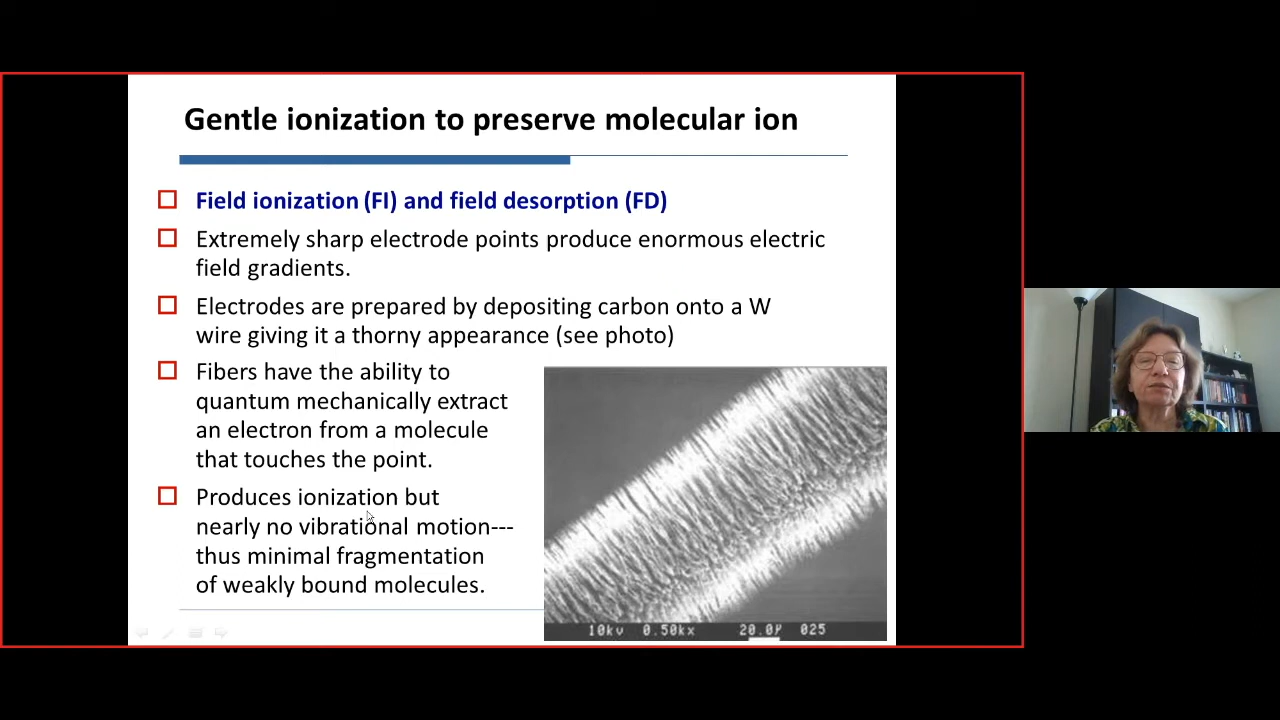 Gentle ionization to preserve molecular ion
Field ionization (FI) and field desorption (FD)
Extremely sharp electrode points produce enormous electric
field gradients.
Electrodes are prepared by depositing carbon onto a W
wire giving it a thorny appearance (see photo)
Fibers have the ability to
quantum mechanically extract
an electron from a molecule
that touches the point.
Produces ionization but
nearly no vibrational motion---
thus minimal fragmentation
of weakly bound molecules.
10kv 0.50kx 20.0µ 025